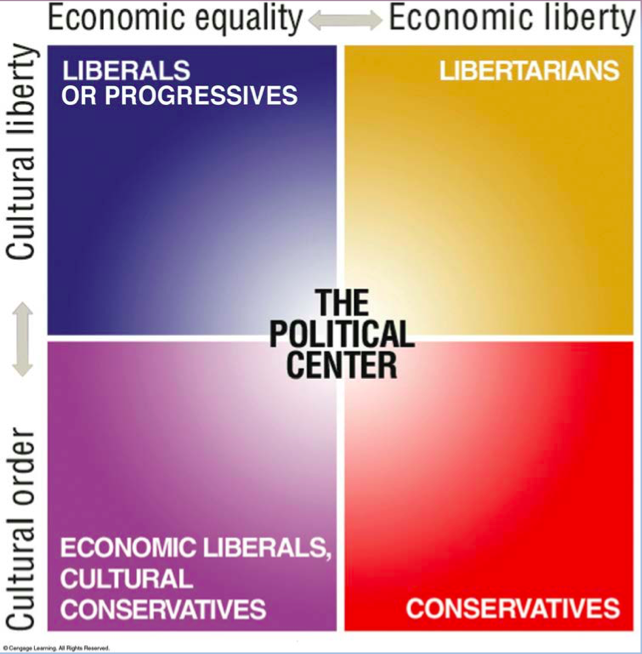 Economic equality Economic liberty
Cultural liberty
Cultural order
LIBERALS
OR PROGRESSIVES
LIBERTARIANS
THE
POLITICAL
CENTER
ECONOMIC LIBERALS,
CULTURAL
CONSERVATIVES
CONSERVATIVES
© Cengage Learning. All Rights Reserved.